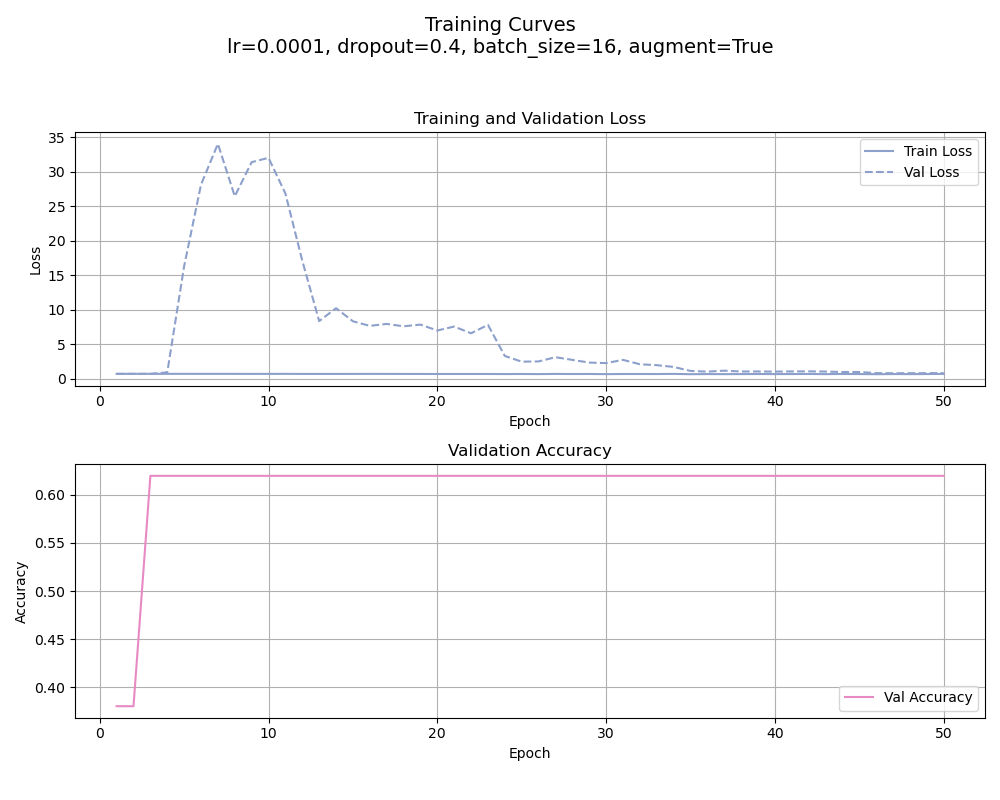 Training Curves
lr=0.0001, dropout=0.4, batch_size=16, augment=True
Training and Validation Loss
35
30
25
20
15
10
5
0
Loss
Train Loss
Val Loss
0 10 20 30 40 50
Epoch
Validation Accuracy
0.60
0.55
0.50
0.45
0.40
Accuracy
Val Accuracy
0 10 20 30 40 50
Epoch